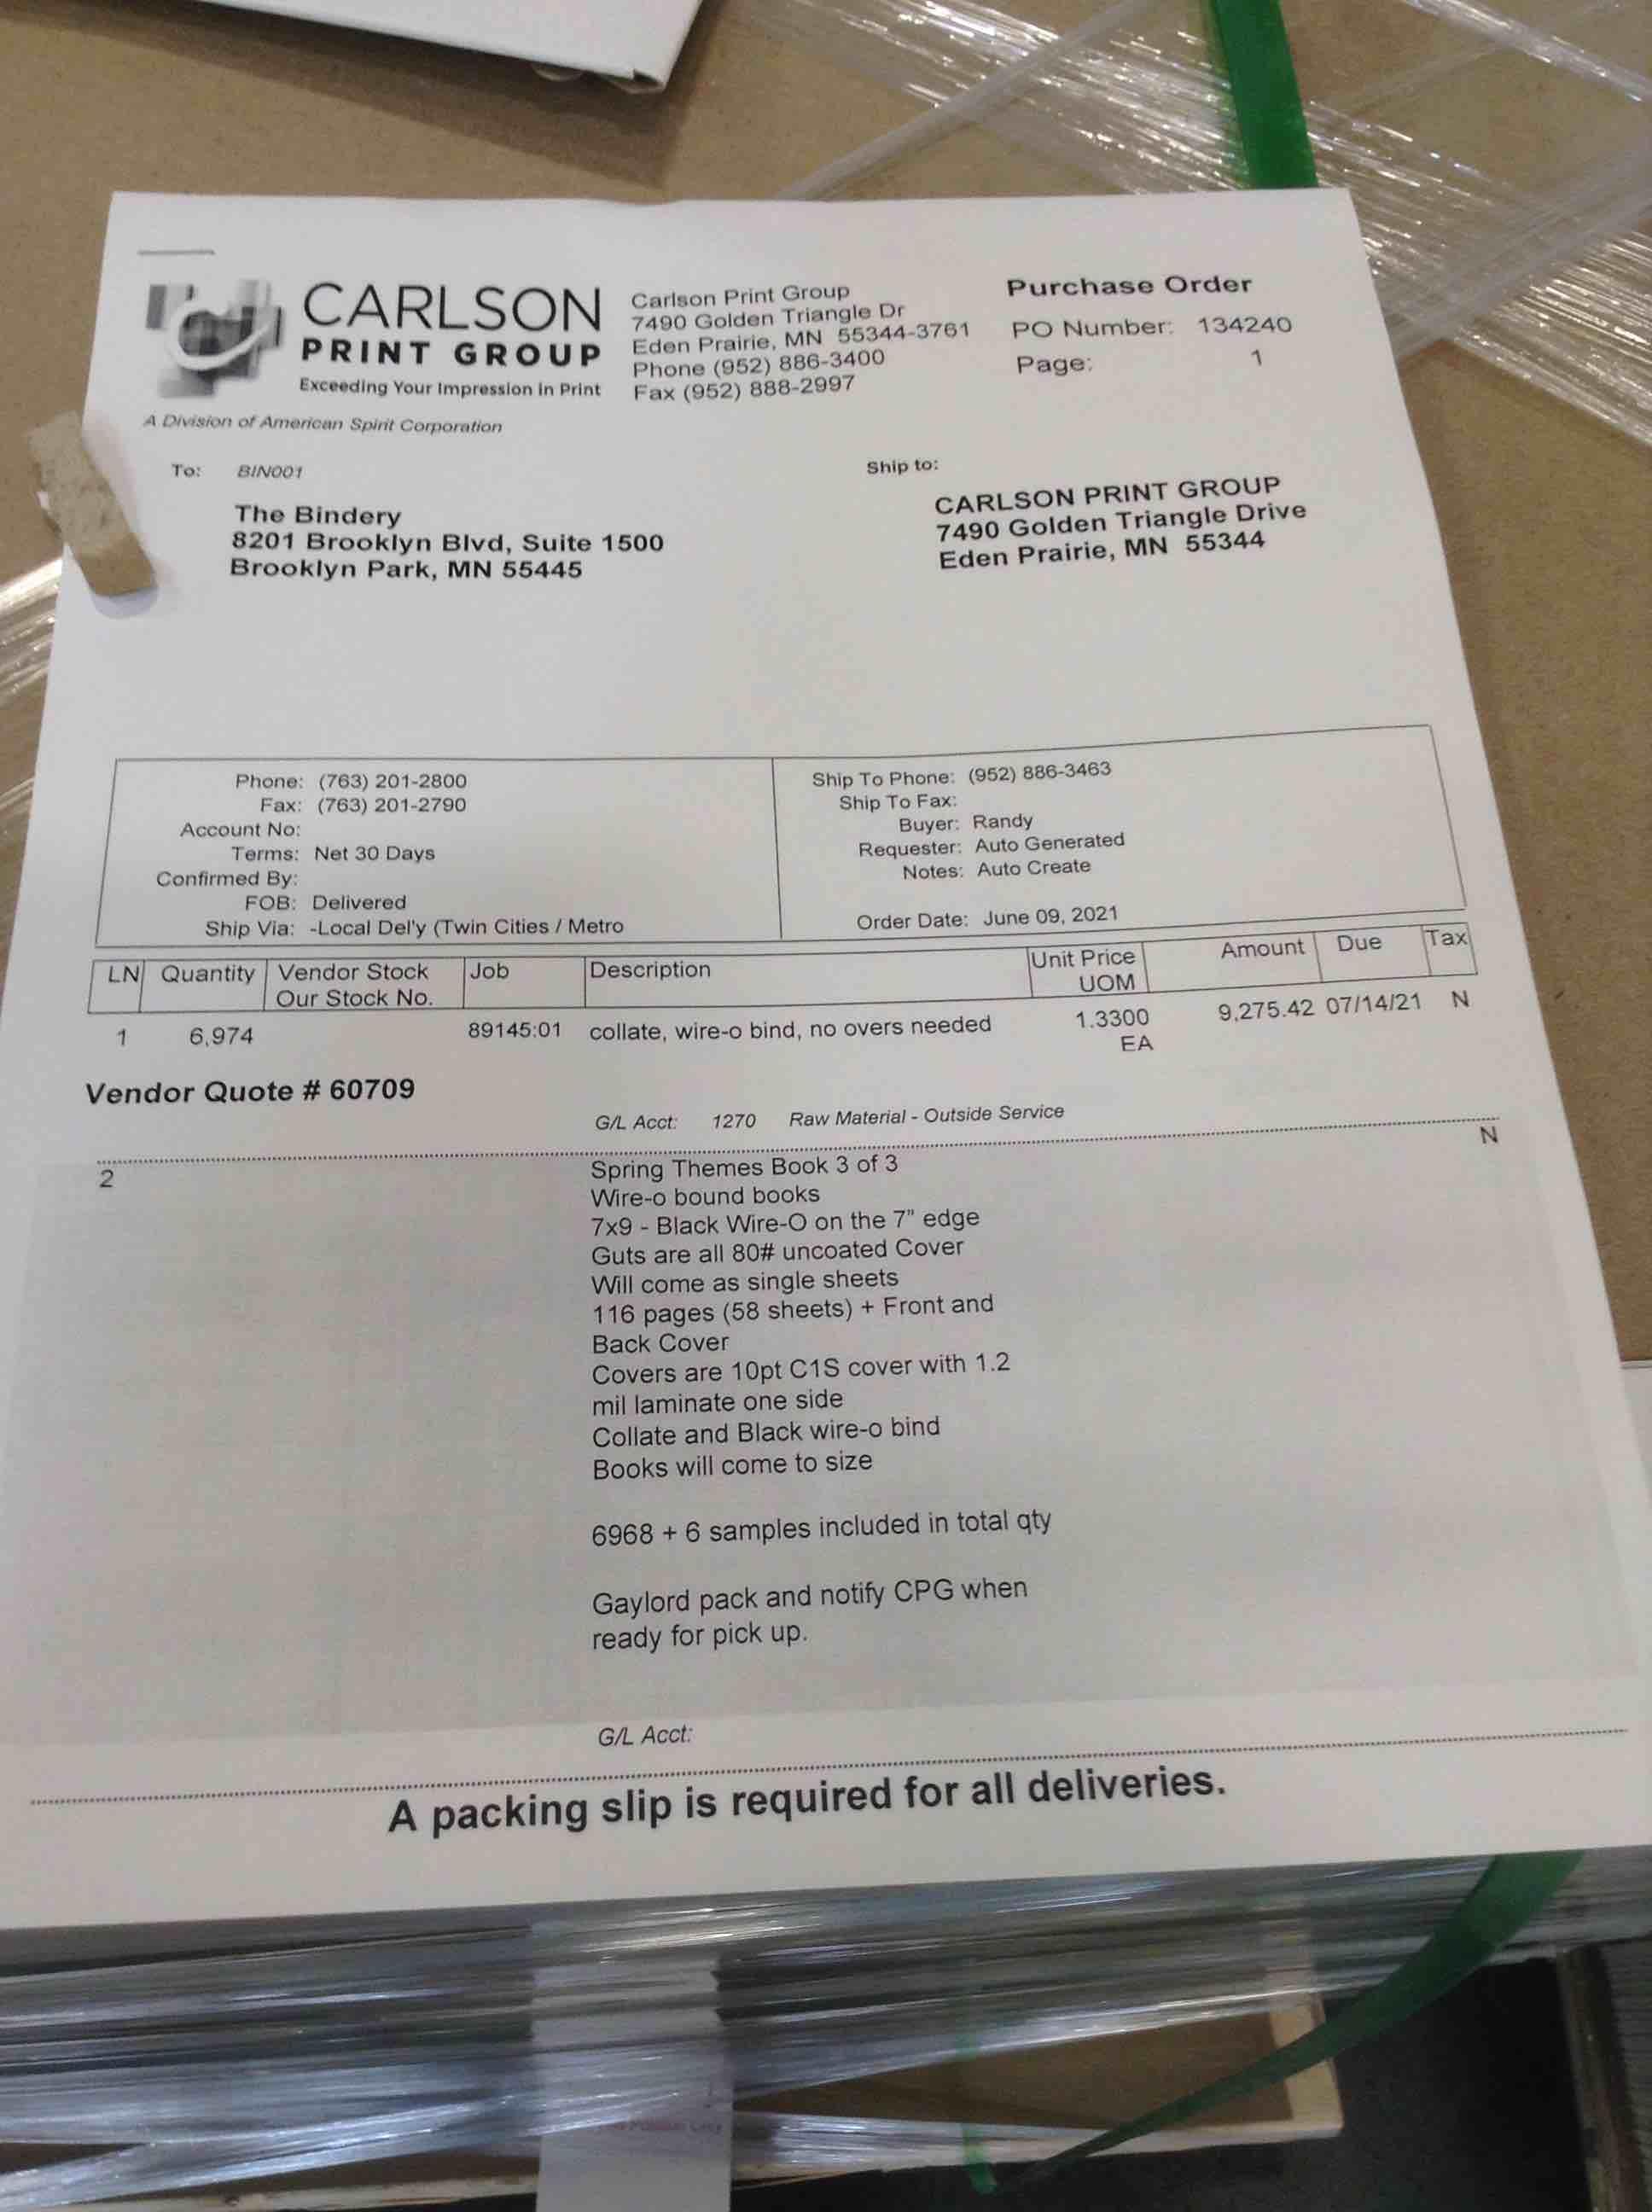 CARLSON
PRINT GROUP
Exceeding Your Impression in Print
A Division of American Spirit Corporation
Carlson Print Group
7490 Golden Triangle Dr
Eden Prairie, MN 55344-3761
Phone (952) 886-3400
Fax (952) 888-2997
Purchase Order
PO Number: 134240
Page: 1
To: BIN001
The Bindery
8201 Brooklyn Blvd, Suite 1500
Brooklyn Park, MN 55445
Ship to:
CARLSON PRINT GROUP
7490 Golden Triangle Drive
Eden Prairie, MN 55344
Phone: (763) 201-2800
Fax: (763) 201-2790
Account No:
Terms: Net 30 Days
Confirmed By:
FOB: Delivered
Ship Via: -Local Del'y (Twin Cities / Metro
Ship To Phone: (952) 886-3463
Ship To Fax:
Buyer: Randy
Requester: Auto Generated
Notes: Auto Create
Order Date: June 09, 2021
LN Quantity Vendor Stock Job Description Unit Price Amount Due Tax
Our Stock No. UOM
1 6,974 89145:01 collate, wire-o bind, no overs needed 1.3300 9,275.42 07/14/21 N
EA
Vendor Quote # 60709
G/L Acct: 1270 Raw Material - Outside Service
2 Spring Themes Book 3 of 3 N
Wire-o bound books
7x9 - Black Wire-O on the 7" edge
Guts are all 80# uncoated Cover
Will come as single sheets
116 pages (58 sheets) + Front and
Back Cover
Covers are 10pt C1S cover with 1.2
mil laminate one side
Collate and Black wire-o bind
Books will come to size
6968 + 6 samples included in total qty
Gaylord pack and notify CPG when
ready for pick up.
G/L Acct:
A packing slip is required for all deliveries.